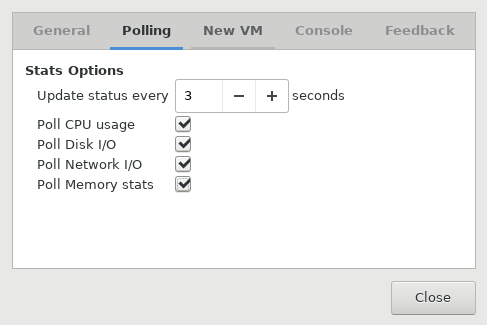 General Polling New VM Console Feedback
Stats Options
Update status every 3 − + seconds
Poll CPU usage
Poll Disk I/O
Poll Network I/O
Poll Memory stats
Close